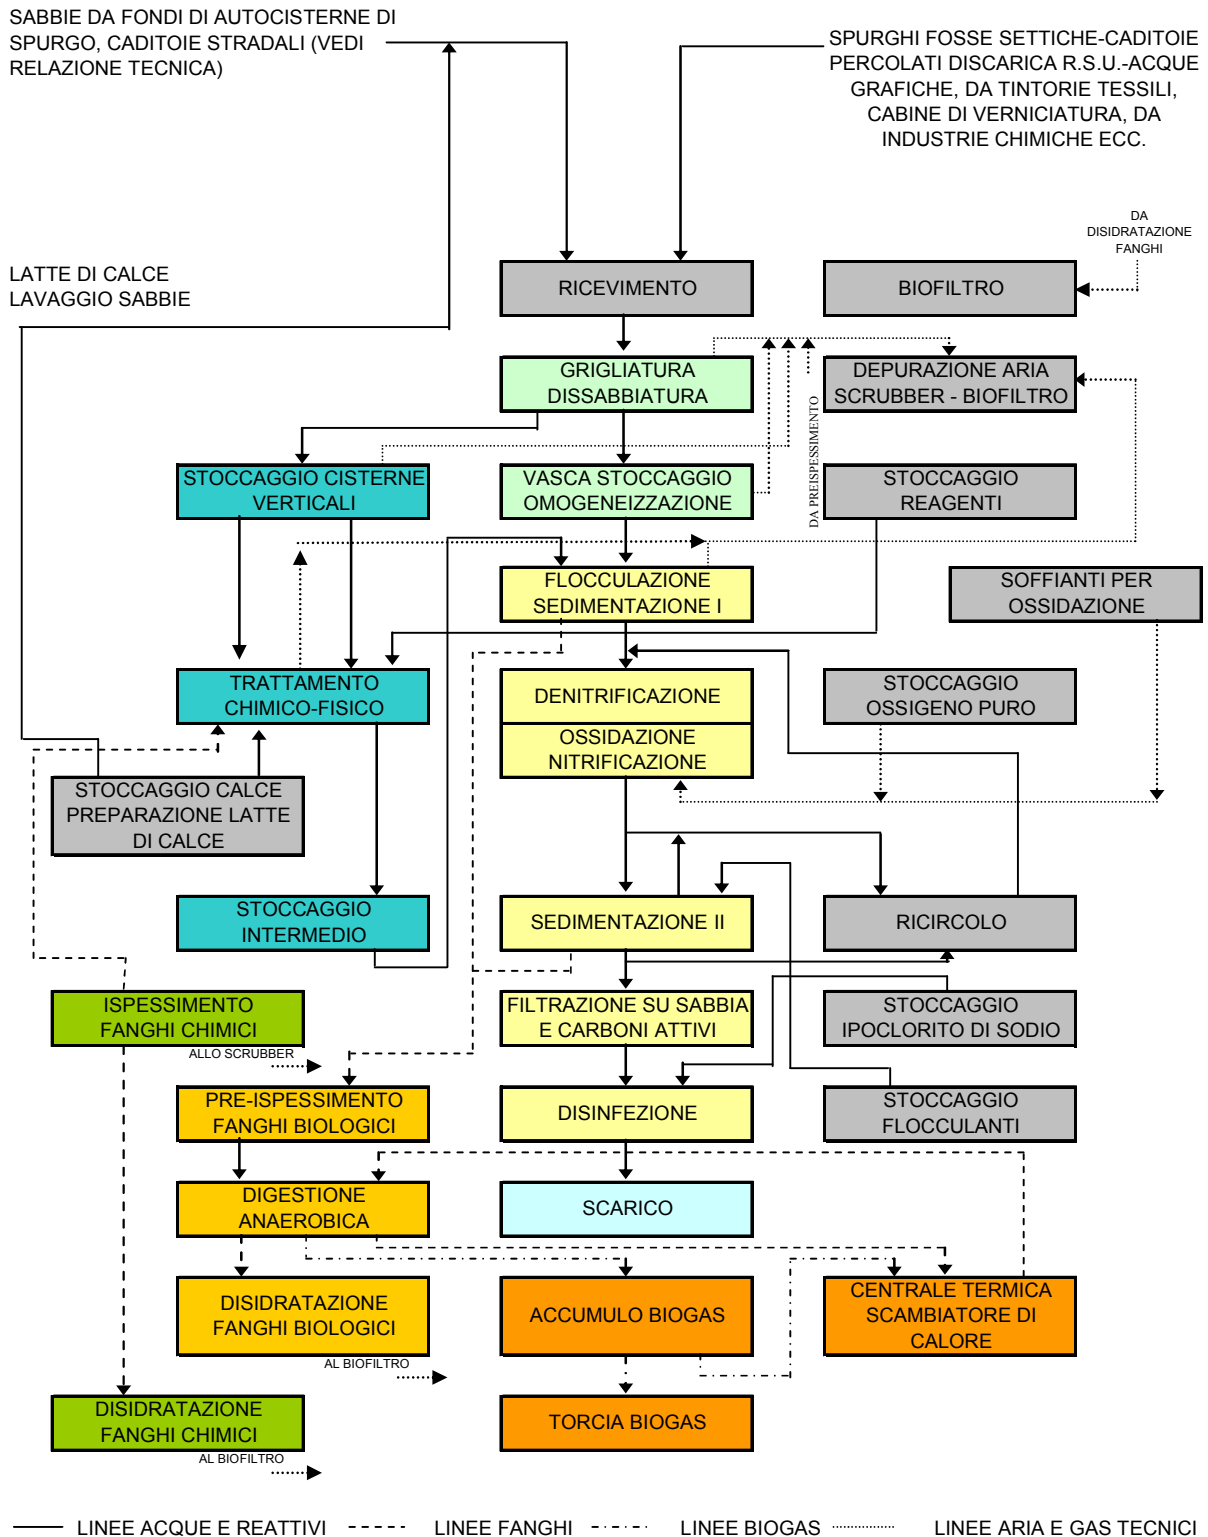 SABBIE DA FONDI DI AUTOCISTERNE DI
SPURGO, CADITOIE STRADALI (VEDI
RELAZIONE TECNICA)
SPURGHI FOSSE SETTICHE-CADITOIE
PERCOLATI DISCARICA R.S.U.-ACQUE
GRAFICHE, DA TINTORIE TESSILI,
CABINE DI VERNICIATURA, DA
INDUSTRIE CHIMICHE ECC.
DA
DISIDRATAZIONE
FANGHI
LATTE DI CALCE
LAVAGGIO SABBIE
RICEVIMENTO
BIOFILTRO
GRIGLIATURA
DISSABBIATURA
DEPURAZIONE ARIA
SCRUBBER - BIOFILTRO
DA PREISPESSIMENTO
STOCCAGGIO CISTERNE
VERTICALI
VASCA STOCCAGGIO
OMOGENEIZZAZIONE
STOCCAGGIO
REAGENTI
FLOCCULAZIONE
SEDIMENTAZIONE I
SOFFIANTI PER
OSSIDAZIONE
TRATTAMENTO
CHIMICO-FISICO
DENITRIFICAZIONE
STOCCAGGIO
OSSIGENO PURO
OSSIDAZIONE
NITRIFICAZIONE
STOCCAGGIO CALCE
PREPARAZIONE LATTE
DI CALCE
STOCCAGGIO
INTERMEDIO
SEDIMENTAZIONE II
RICIRCOLO
ISPESSIMENTO
FANGHI CHIMICI
FILTRAZIONE SU SABBIA
E CARBONI ATTIVI
STOCCAGGIO
IPOCLORITO DI SODIO
ALLO SCRUBBER
PRE-ISPESSIMENTO
FANGHI BIOLOGICI
DISINFEZIONE
STOCCAGGIO
FLOCCULANTI
DIGESTIONE
ANAEROBICA
SCARICO
DISIDRATAZIONE
FANGHI BIOLOGICI
ACCUMULO BIOGAS
CENTRALE TERMICA
SCAMBIATORE DI
CALORE
AL BIOFILTRO
DISIDRATAZIONE
FANGHI CHIMICI
TORCIA BIOGAS
AL BIOFILTRO
LINEE ACQUE E REATTIVI
LINEE FANGHI
LINEE BIOGAS
LINEE ARIA E GAS TECNICI